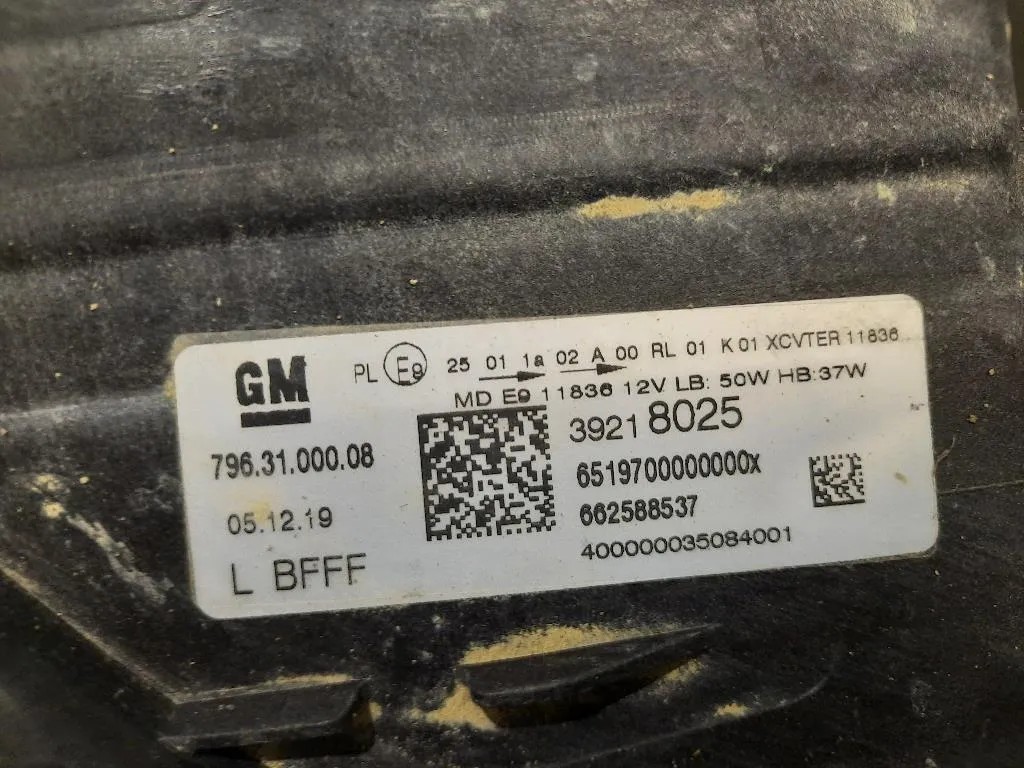 GM
PL E9 25 01 1a 02 A 00 RL 01 K 01 XCVTER 11836
MD E9 11836 12V LB: 50W HB:37W
39218025
796.31.000.08
6519700000000X
05.12.19
662588537
L BFFF
400000035084001